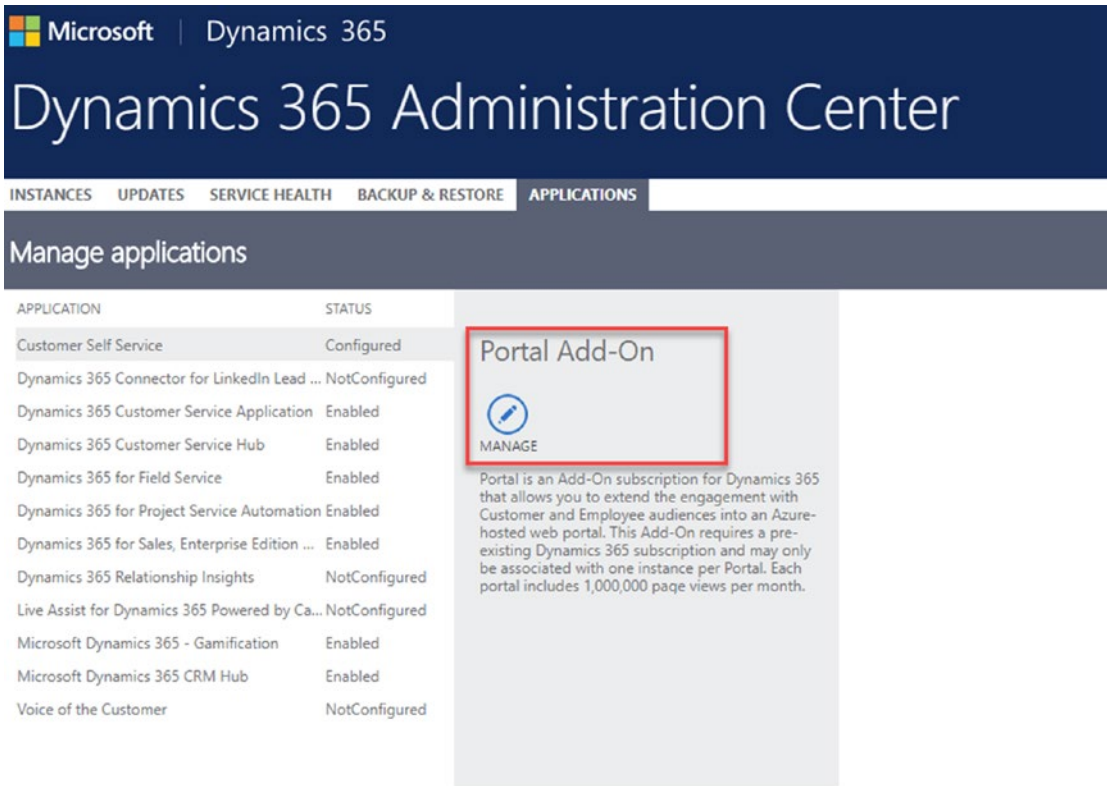 Microsoft | Dynamics 365
Dynamics 365 Administration Center
INSTANCES UPDATES SERVICE HEALTH BACKUP & RESTORE APPLICATIONS
Manage applications
APPLICATION STATUS
Customer Self Service Configured
Dynamics 365 Connector for LinkedIn Lead ... NotConfigured
Dynamics 365 Customer Service Application Enabled
Dynamics 365 Customer Service Hub Enabled
Dynamics 365 for Field Service Enabled
Dynamics 365 for Project Service Automation Enabled
Dynamics 365 for Sales, Enterprise Edition ... Enabled
Dynamics 365 Relationship Insights NotConfigured
Live Assist for Dynamics 365 Powered by Ca... NotConfigured
Microsoft Dynamics 365 - Gamification Enabled
Microsoft Dynamics 365 CRM Hub Enabled
Voice of the Customer NotConfigured
Portal Add-On
MANAGE
Portal is an Add-On subscription for Dynamics 365
that allows you to extend the engagement with
Customer and Employee audiences into an Azure-
hosted web portal. This Add-On requires a pre-
existing Dynamics 365 subscription and may only
be associated with one instance per Portal. Each
portal includes 1,000,000 page views per month.